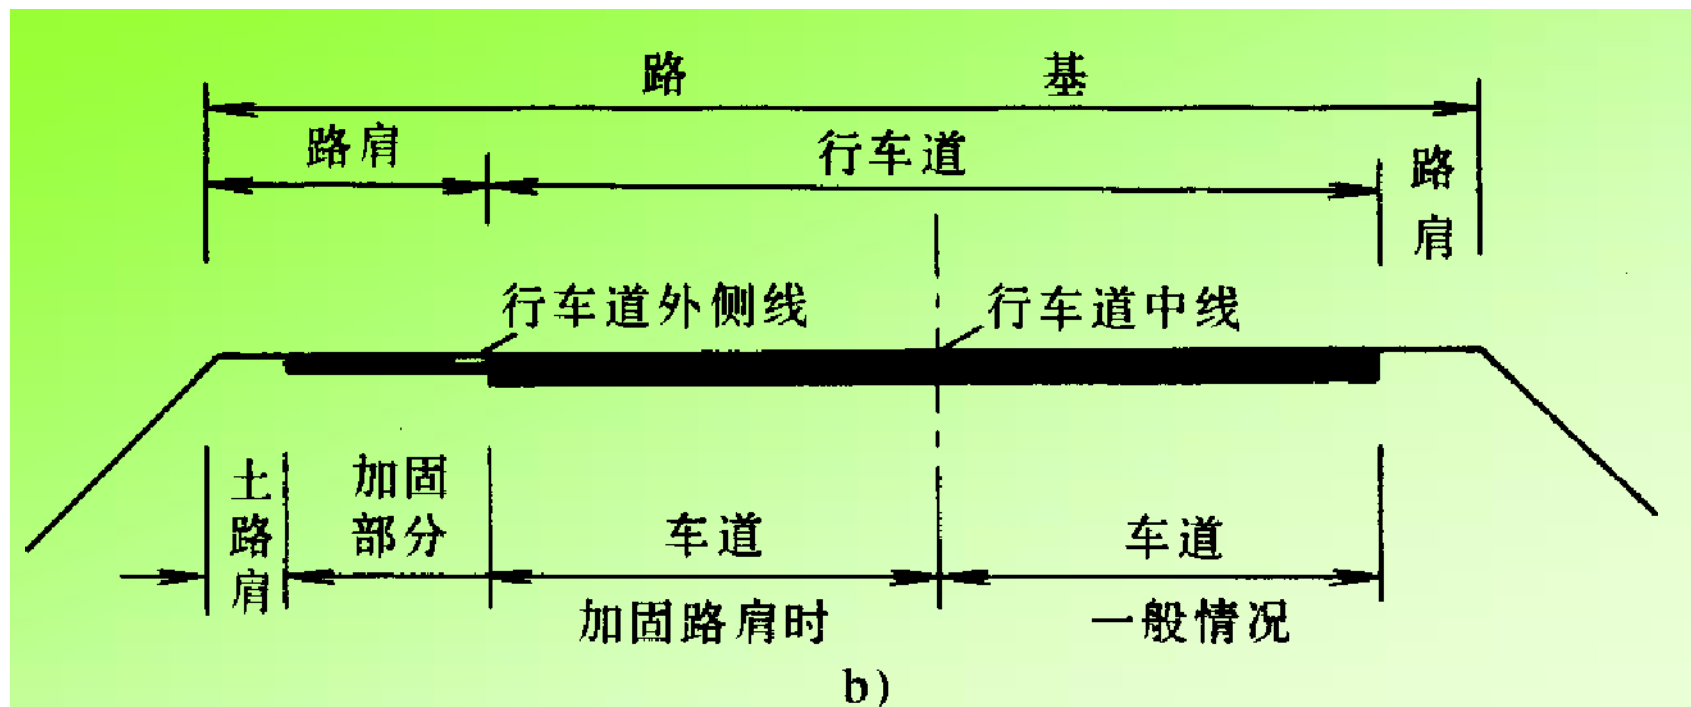 路基
路肩
行车道
路肩
行车道外侧线
行车道中线
土路肩
加固
部分
车道
车道
加固路肩时
一般情况
b)